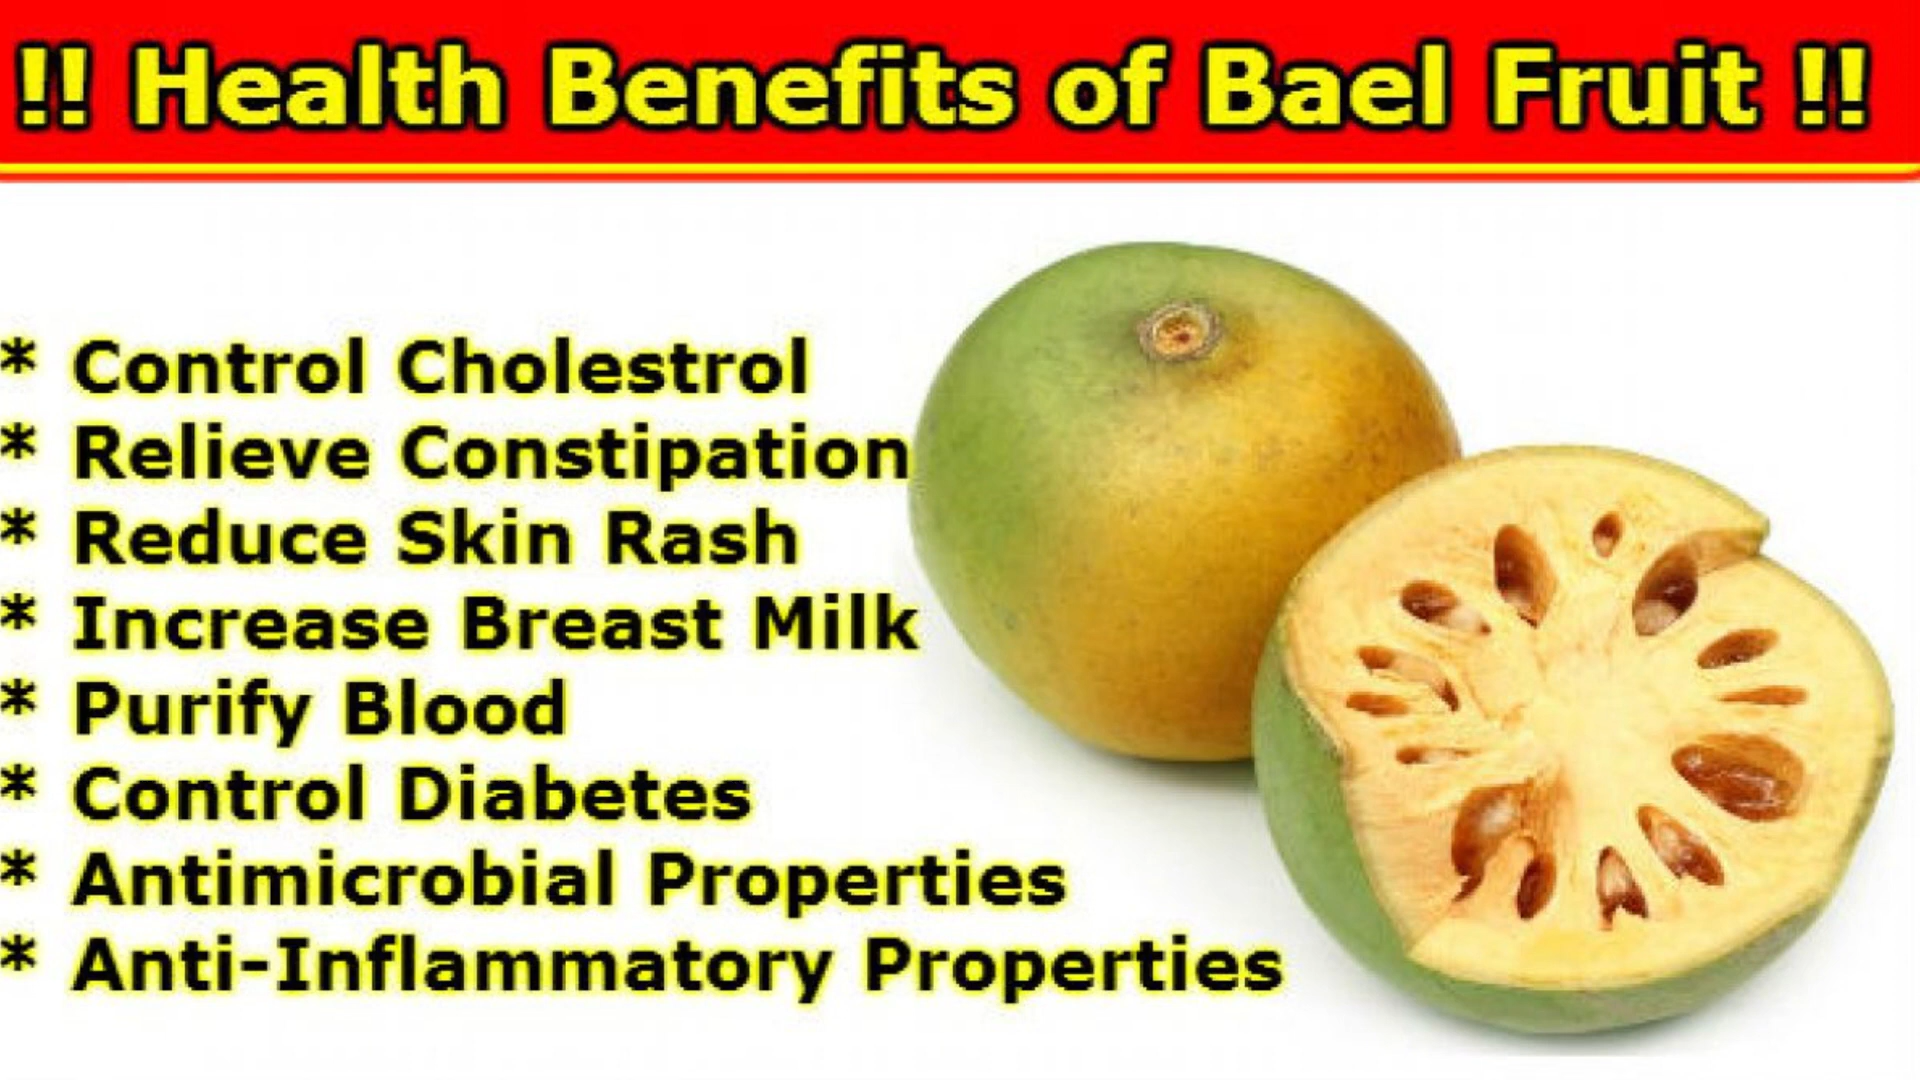 !! Health Benefits of Bael Fruit !!
* Control Cholestrol
* Relieve Constipation
* Reduce Skin Rash
* Increase Breast Milk
* Purify Blood
* Control Diabetes
* Antimicrobial Properties
* Anti-Inflammatory Properties